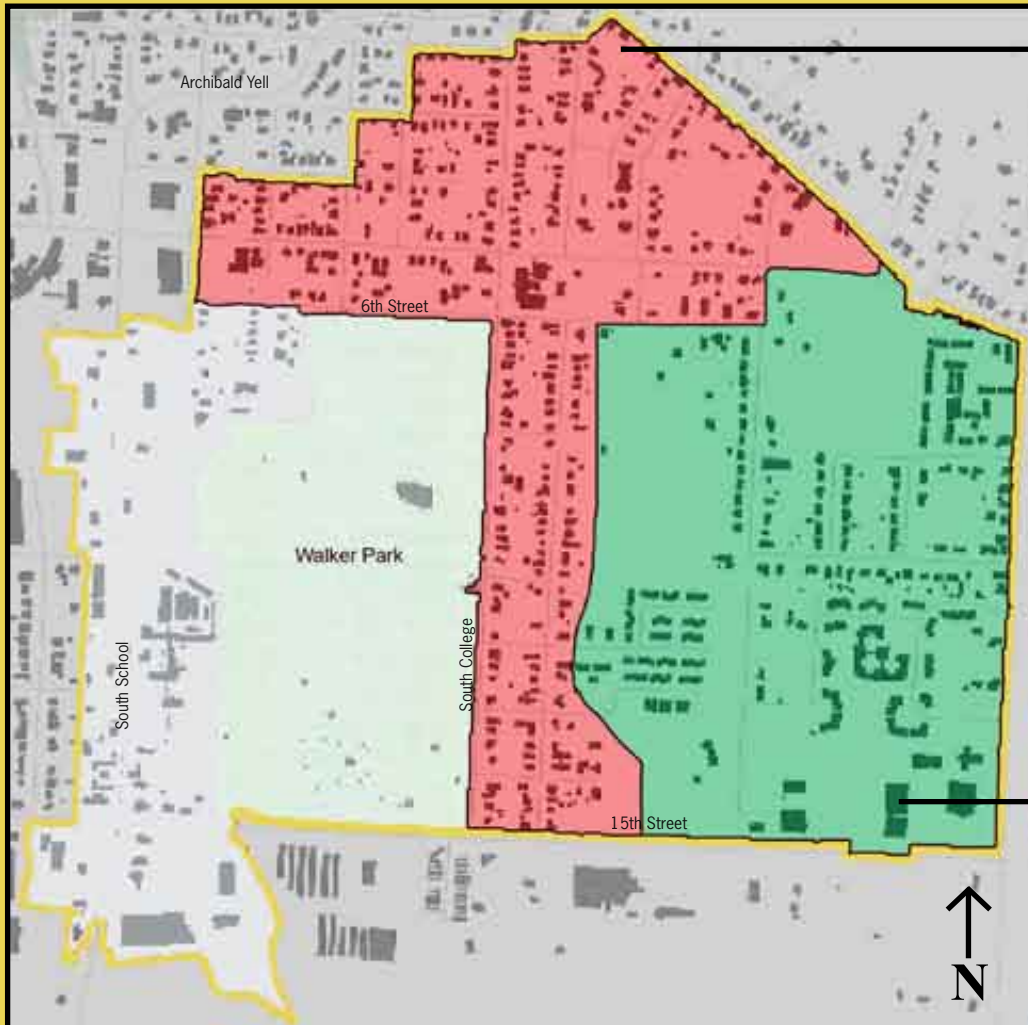 Archibald Yell
6th Street
Walker Park
South School
South College
15th Street
N